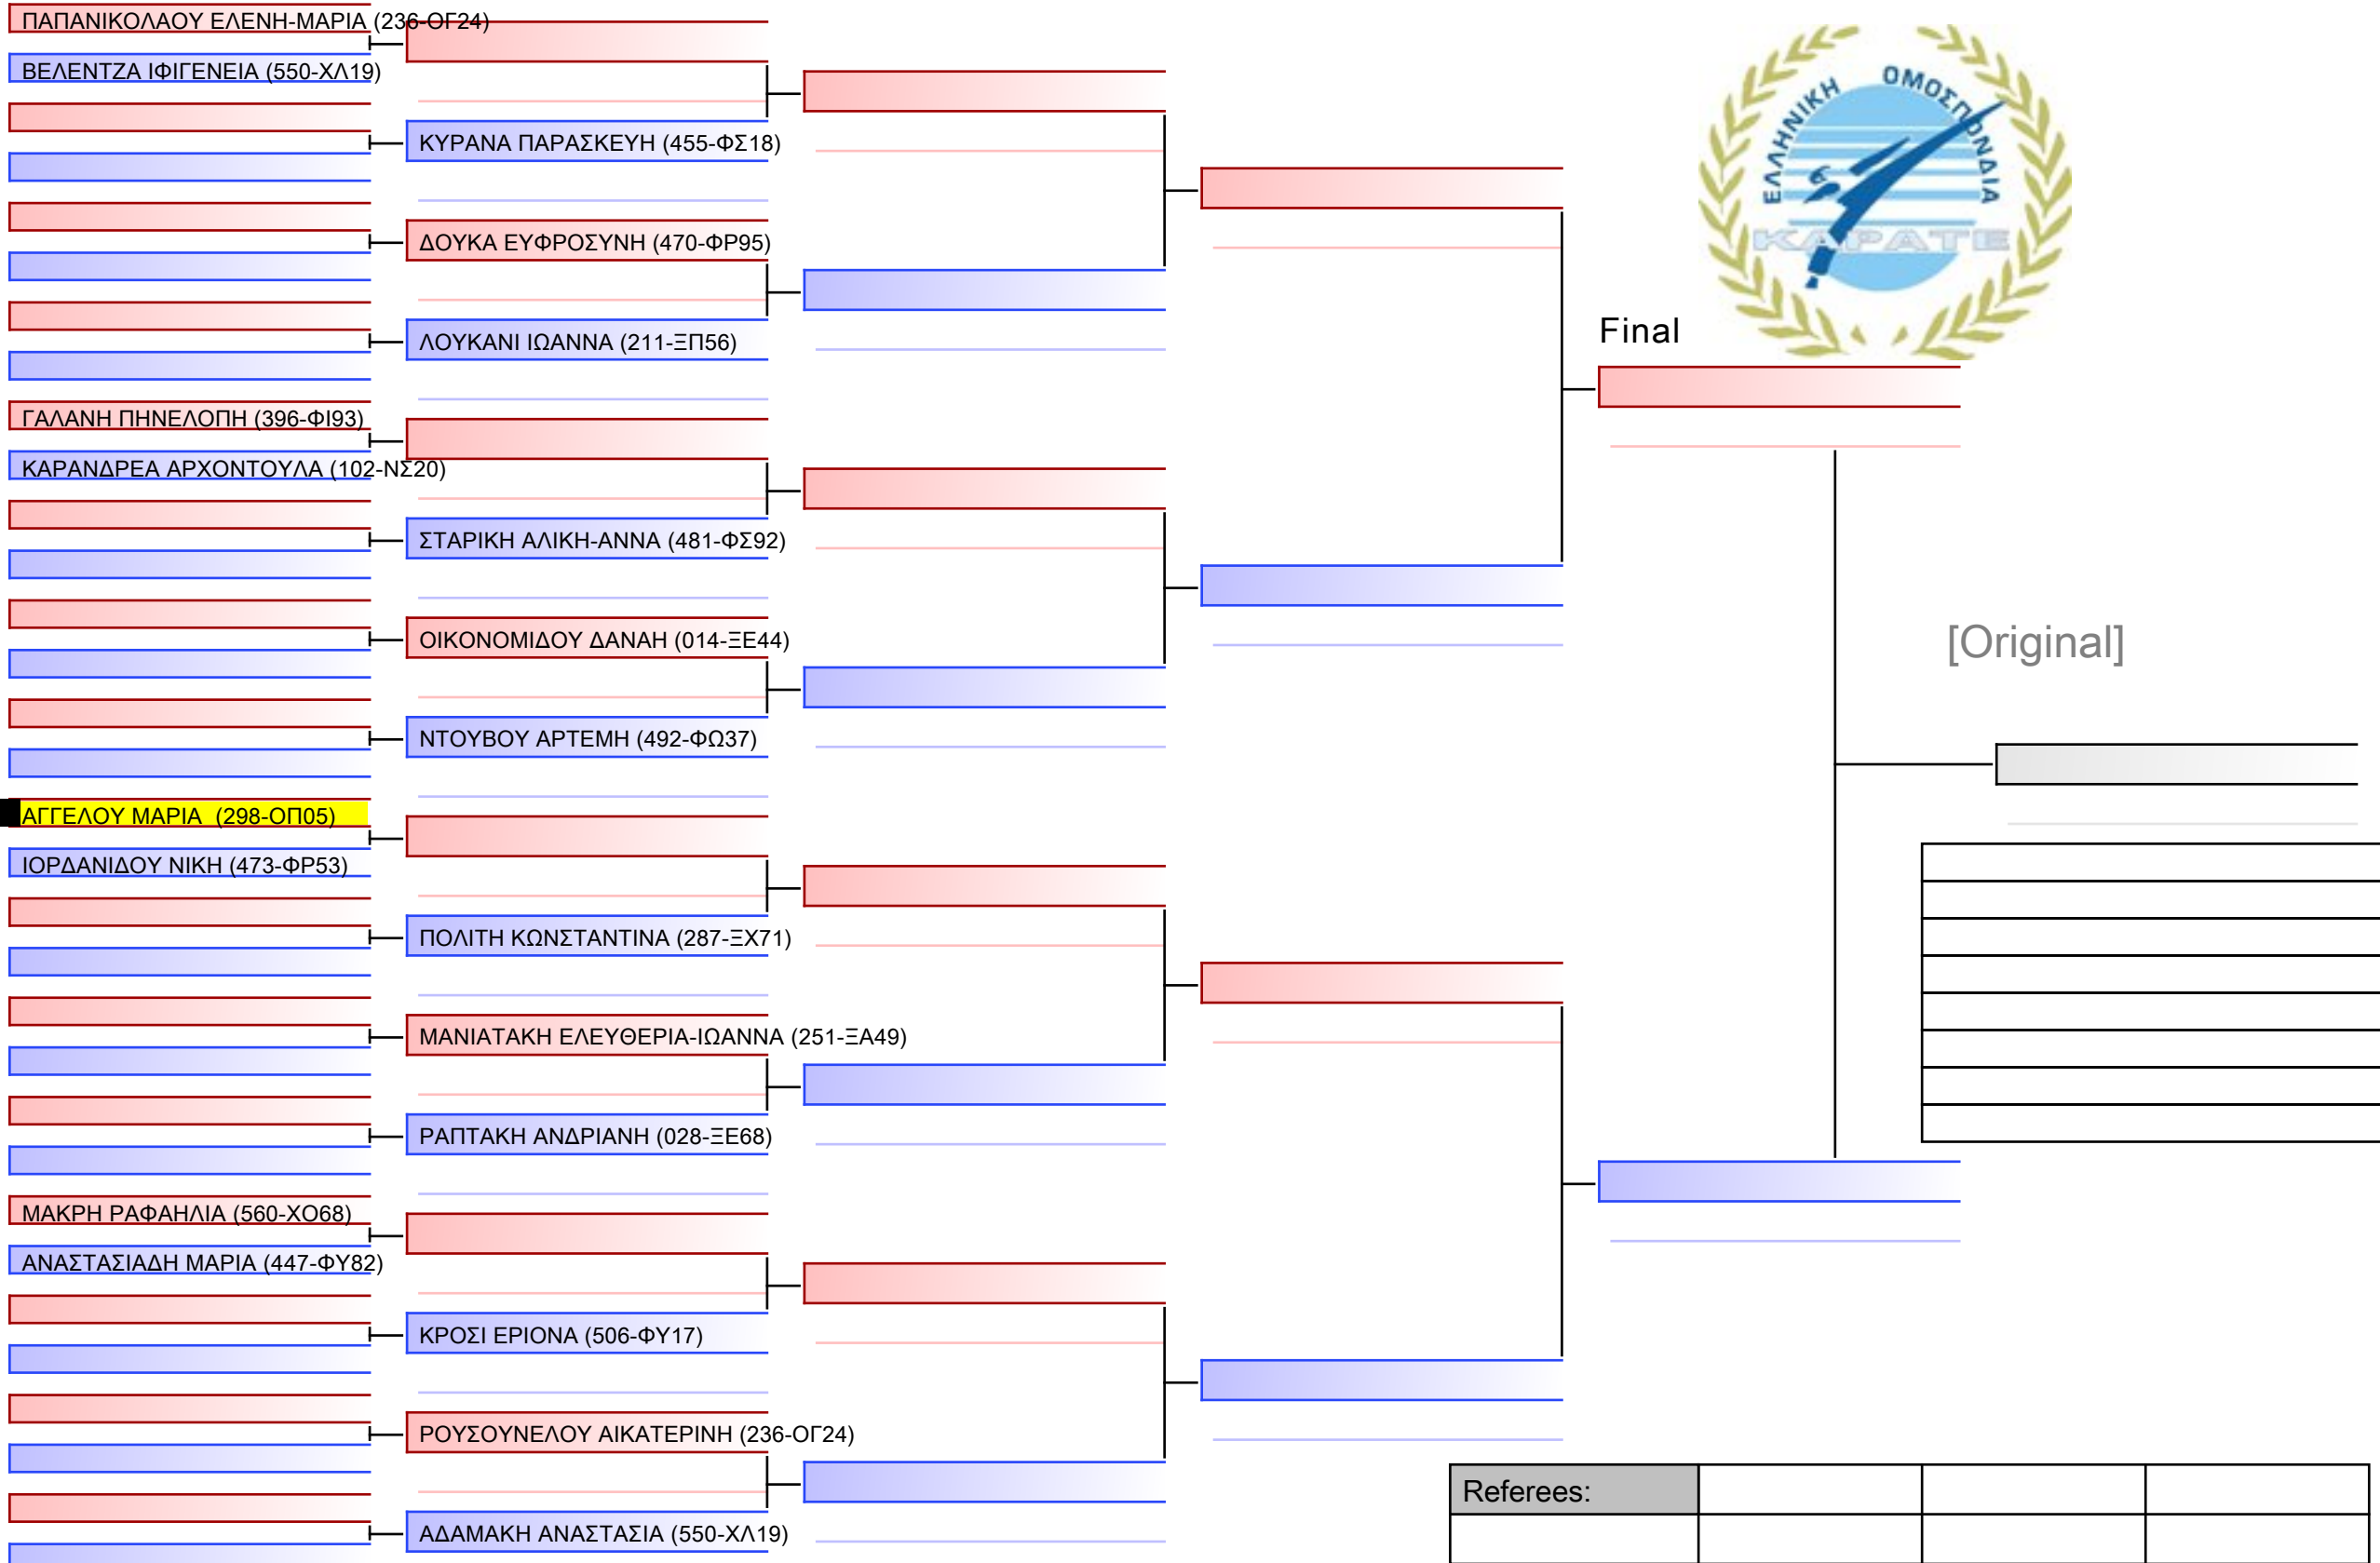 ΠΑΠΑΝΙΚΟΛΑΟΥ ΕΛΕΝΗ-ΜΑΡΙΑ (236-ΟΓ24)
ΒΕΛΕΝΤΖΑ ΙΦΙΓΕΝΕΙΑ (550-ΧΛ19)
ΚΥΡΑΝΑ ΠΑΡΑΣΚΕΥΗ (455-ΦΣ18)
ΔΟΥΚΑ ΕΥΦΡΟΣΥΝΗ (470-ΦΡ95)
ΛΟΥΚΑΝΙ ΙΩΑΝΝΑ (211-ΞΠ56)
ΓΑΛΑΝΗ ΠΗΝΕΛΟΠΗ (396-ΦΙ93)
ΚΑΡΑΝΔΡΕΑ ΑΡΧΟΝΤΟΥΛΑ (102-ΝΣ20)
ΣΤΑΡΙΚΗ ΑΛΙΚΗ-ΑΝΝΑ (481-ΦΣ92)
ΟΙΚΟΝΟΜΙΔΟΥ ΔΑΝΑΗ (014-ΞΕ44)
ΝΤΟΥΒΟΥ ΑΡΤΕΜΗ (492-ΦΩ37)
ΑΓΓΕΛΟΥ ΜΑΡΙΑ (298-ΟΠ05)
ΙΟΡΔΑΝΙΔΟΥ ΝΙΚΗ (473-ΦΡ53)
ΠΟΛΙΤΗ ΚΩΝΣΤΑΝΤΙΝΑ (287-ΞΧ71)
ΜΑΝΙΑΤΑΚΗ ΕΛΕΥΘΕΡΙΑ-ΙΩΑΝΝΑ (251-ΞΑ49)
ΡΑΠΤΑΚΗ ΑΝΔΡΙΑΝΗ (028-ΞΕ68)
ΜΑΚΡΗ ΡΑΦΑΗΛΙΑ (560-ΧΟ68)
ΑΝΑΣΤΑΣΙΑΔΗ ΜΑΡΙΑ (447-ΦΥ82)
ΚΡΟΣΙ ΕΡΙΟΝΑ (506-ΦΥ17)
ΡΟΥΣΟΥΝΕΛΟΥ ΑΙΚΑΤΕΡΙΝΗ (236-ΟΓ24)
ΑΔΑΜΑΚΗ ΑΝΑΣΤΑΣΙΑ (550-ΧΛ19)
ΕΛΛΗΝΙΚΗ ΟΜΟΣΠΟΝΔΙΑ
ΚΑΡΑΤΕ
Final
[Original]
Referees: